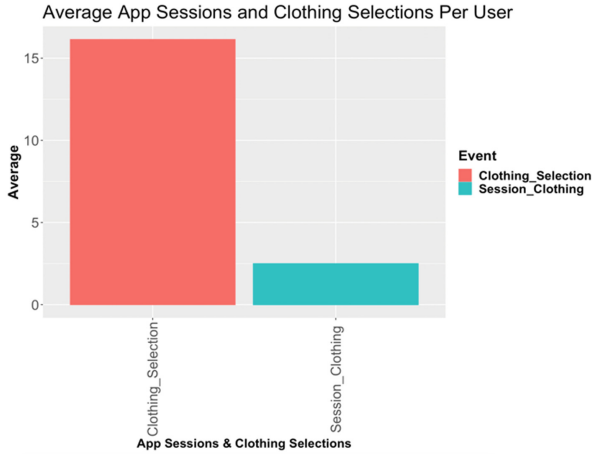 Average App Sessions and Clothing Selections Per User
15
10
5
0
Average
Clothing_Selection
Session_Clothing
App Sessions & Clothing Selections
Event
Clothing_Selection
Session_Clothing